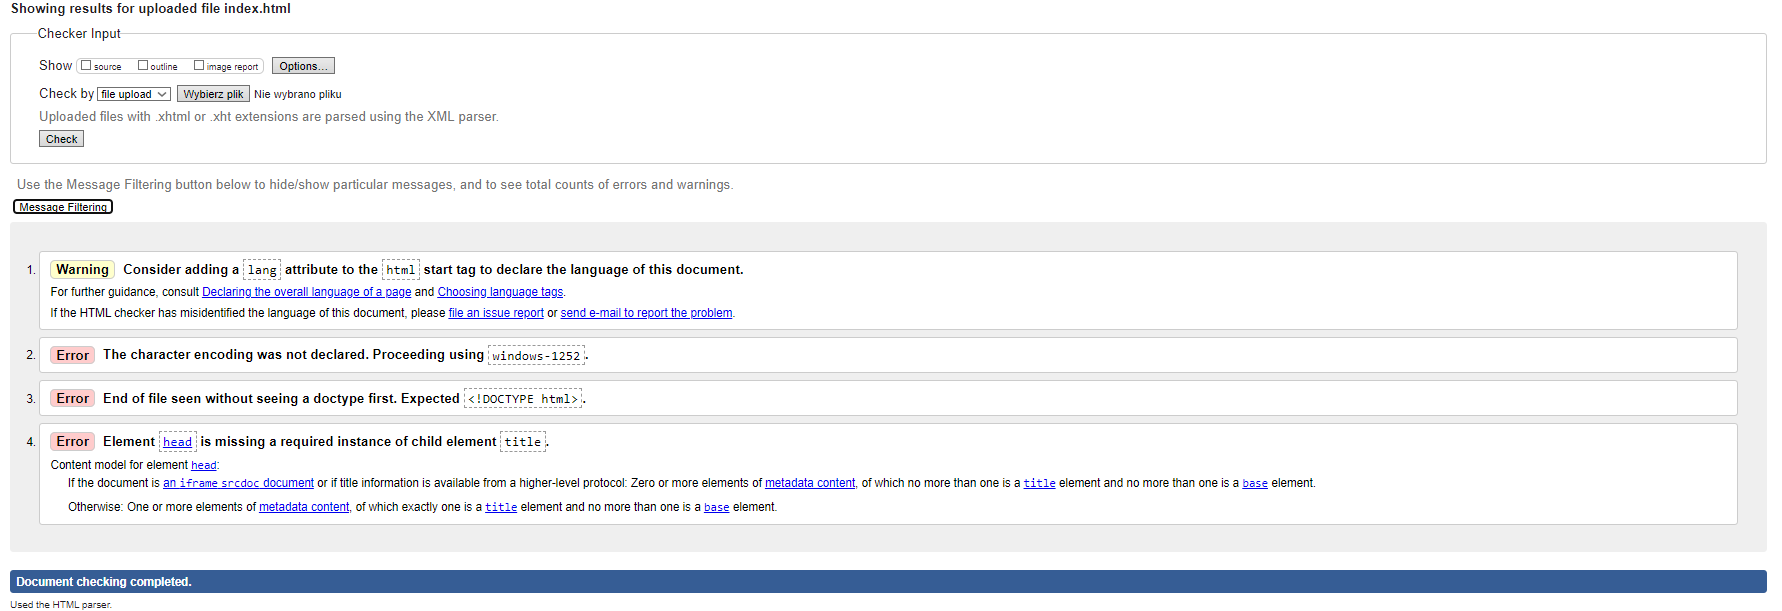 Showing results for uploaded file index.html
Checker Input
Show source outline image report Options...
Check by file upload Wybierz plik Nie wybrano pliku
Uploaded files with .xhtml or .xht extensions are parsed using the XML parser.
Check
Use the Message Filtering button below to hide/show particular messages, and to see total counts of errors and warnings.
Message Filtering
1. Warning Consider adding a lang attribute to the html start tag to declare the language of this document.
For further guidance, consult Declaring the overall language of a page and Choosing language tags.
If the HTML checker has misidentified the language of this document, please file an issue report or send e-mail to report the problem.
2. Error The character encoding was not declared. Proceeding using windows-1252.
3. Error End of file seen without seeing a doctype first. Expected <!DOCTYPE html>.
4. Error Element head is missing a required instance of child element title.
Content model for element head:
If the document is an iframe srcdoc document or if title information is available from a higher-level protocol: Zero or more elements of metadata content, of which no more than one is a title element and no more than one is a base element.
Otherwise: One or more elements of metadata content, of which exactly one is a title element and no more than one is a base element.
Document checking completed.
Used the HTML parser.